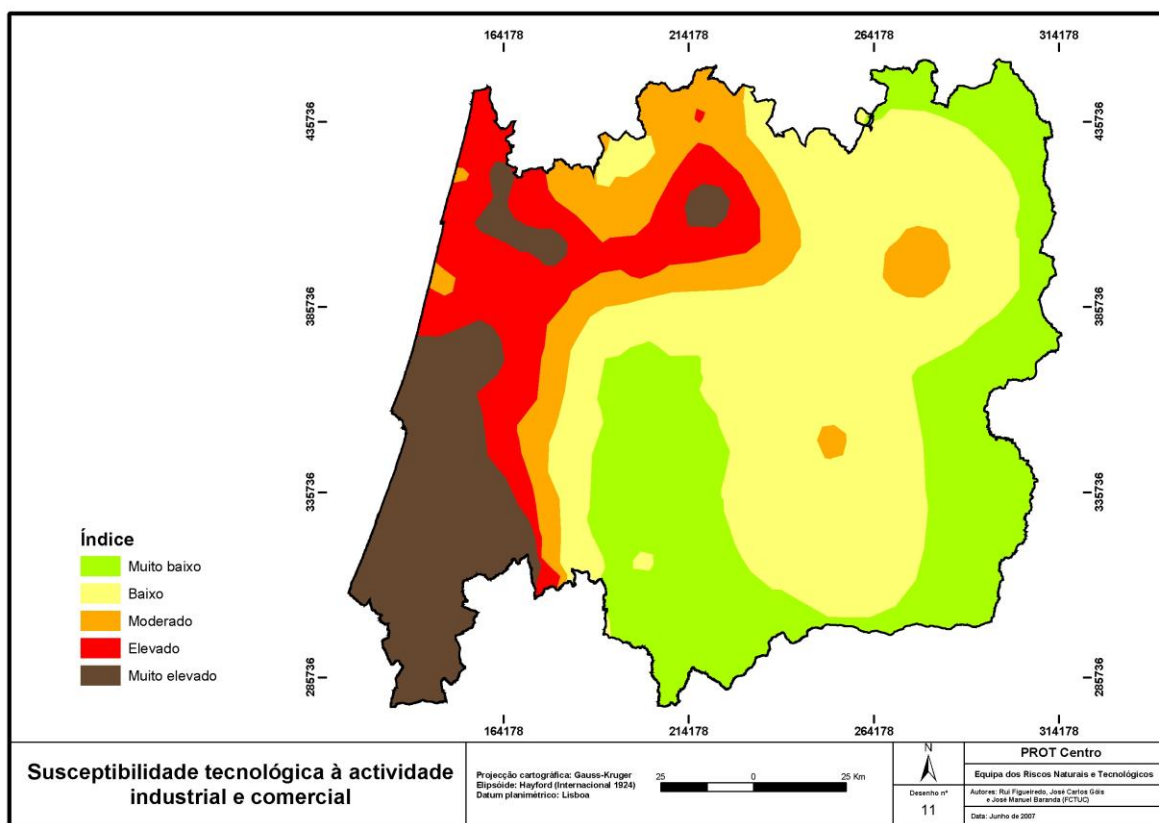 164178
214178
264178
314178
435736
435736
385736
385736
335736
335736
285736
285736
164178
214178
264178
314178
Índice
Muito baixo
Baixo
Moderado
Elevado
Muito elevado
Susceptibilidade tecnológica à actividade
industrial e comercial
Projecção cartográfica: Gauss-Kruger
Elipsóide: Hayford (Internacional 1924)
Datum planimétrico: Lisboa
25 0 25 Km
N
Desenho nº
11
PROT Centro
Equipa dos Riscos Naturais e Tecnológicos
Autores: Rui Figueiredo, José Carlos Góis
e José Manuel Baranda (FCTUC)
Data: Junho de 2007